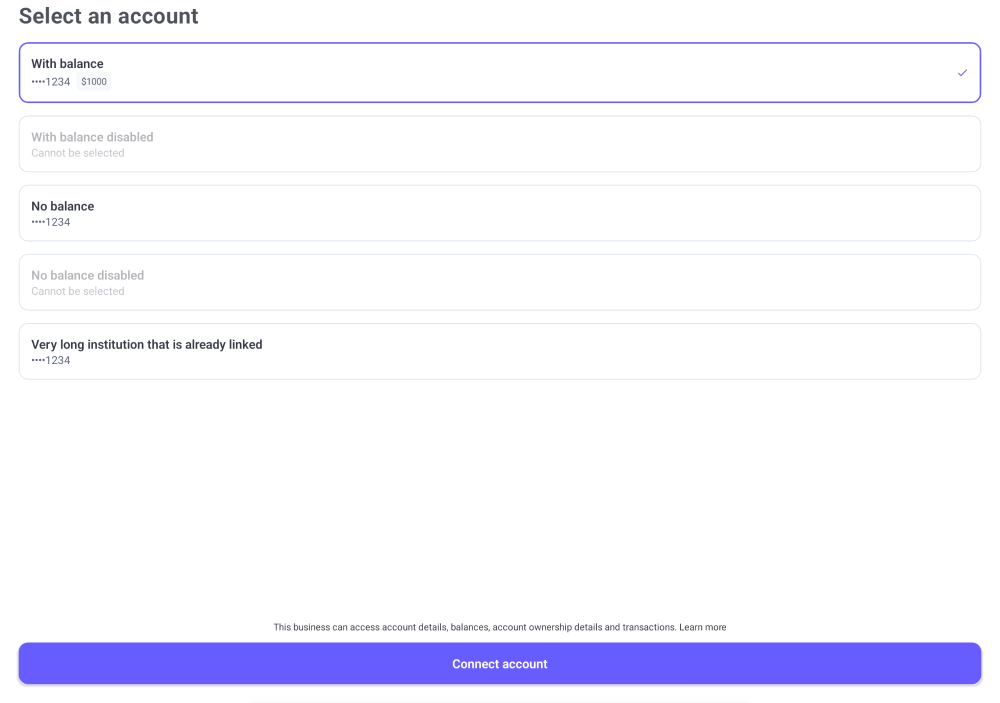 Select an account
With balance
••••1234 $1000
With balance disabled
Cannot be selected
No balance
••••1234
No balance disabled
Cannot be selected
Very long institution that is already linked
••••1234
This business can access account details, balances, account ownership details and transactions. Learn more
Connect account